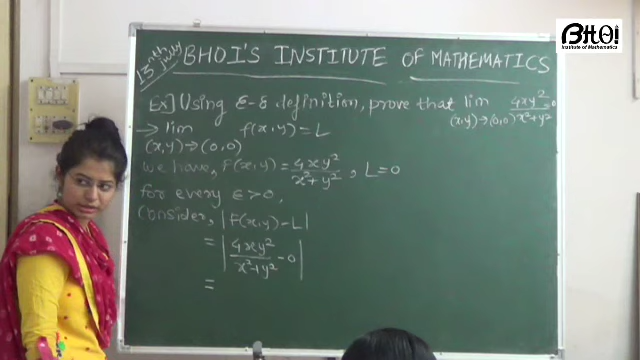 BHOI
Institute of Mathematics
13th July
BHOI'S INSTITUTE OF MATHEMATICS
Ex] Using ε-δ definition, prove that lim (x,y)→(0,0) 4xy²/x²+y² = 0
→ lim (x,y)→(0,0) f(x,y) = L
We have, F(x,y) = 4xy²/x²+y² , L=0
for every ε > 0,
Consider, |F(x,y) - L|
= |4xy²/x²+y² - 0|
=